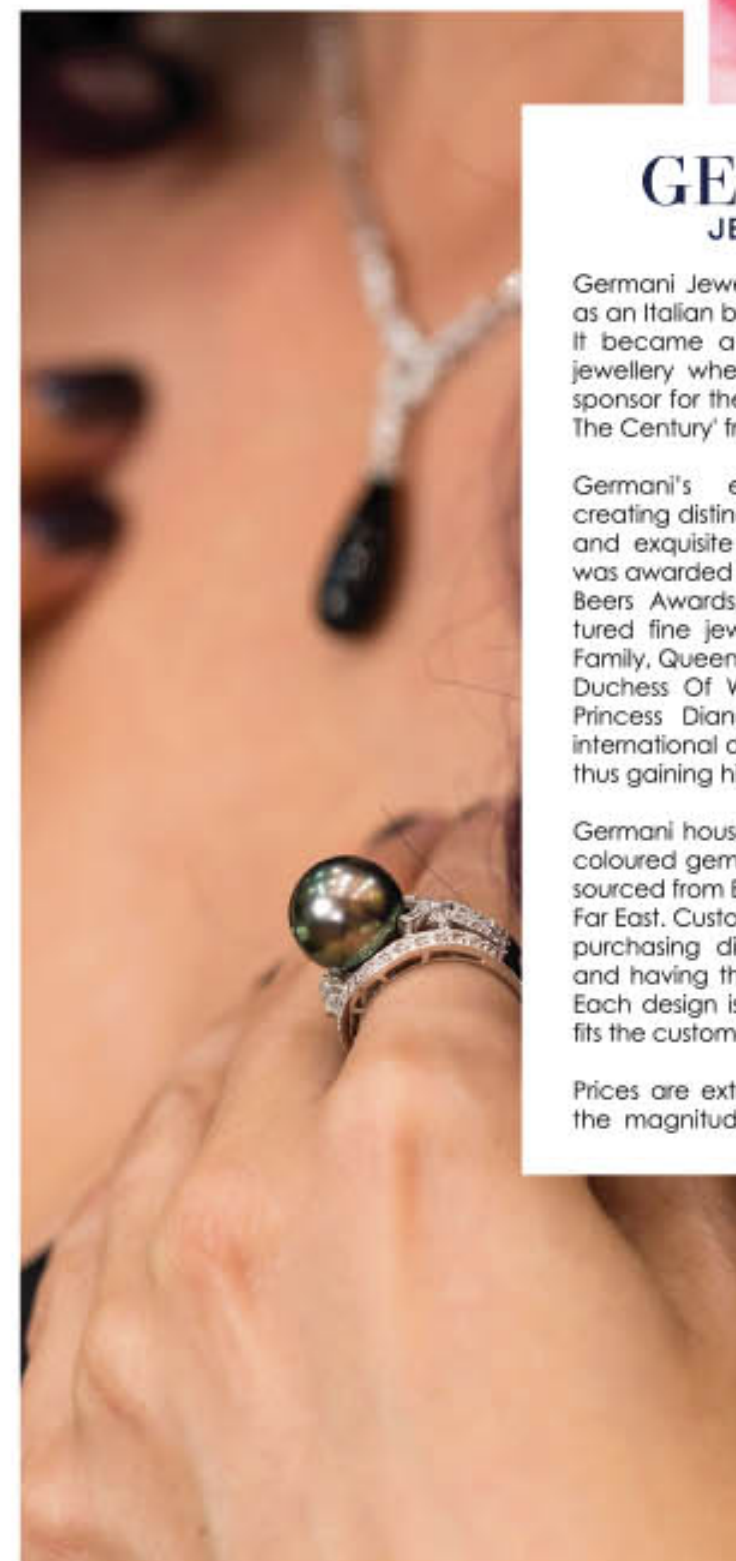 GE
JE
Germani Jewe
as an Italian b
It became a
jewellery whe
sponsor for the
The Century' fr
Germani's e
creating distin
and exquisite
was awarded
Beers Awards
tured fine jew
Family, Queen
Duchess Of W
Princess Dian
international c
thus gaining hi
Germani hous
coloured gem
sourced from E
Far East. Custo
purchasing di
and having th
Each design is
fits the custom
Prices are ext
the magnitud